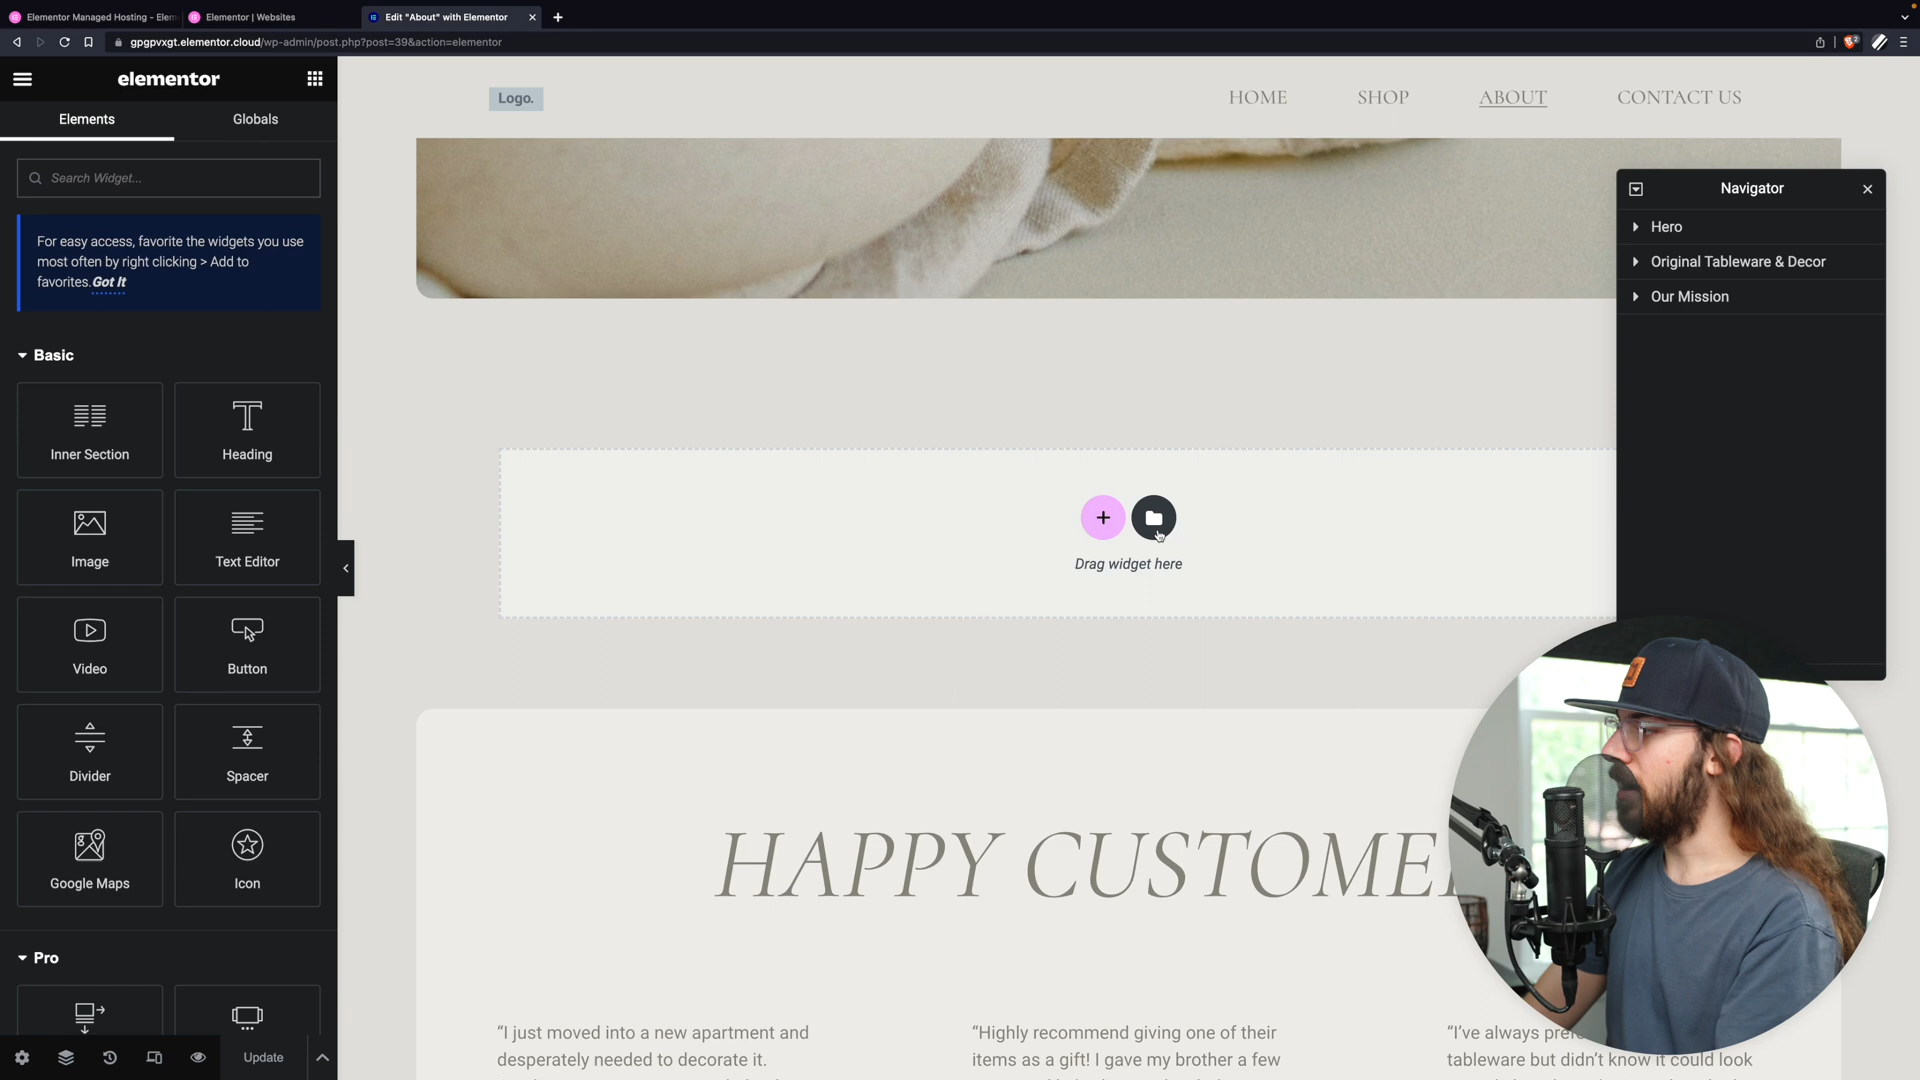 Elementor Managed Hosting - Elem
Elementor | Websites
Edit "About" with Elementor
gpgpvxgt.elementor.cloud/wp-admin/post.php?post=39&action=elementor
2
elementor
Elements
Globals
Search Widget...
For easy access, favorite the widgets you use
most often by right clicking > Add to
favorites. Got It
Basic
Inner Section
Heading
Image
Text Editor
Video
Button
Divider
Spacer
Google Maps
Icon
Pro
Update
Logo.
HOME
SHOP
ABOUT
CONTACT US
Navigator
Hero
Original Tableware & Decor
Our Mission
Drag widget here
HAPPY CUSTOME
“I just moved into a new apartment and
desperately needed to decorate it.
“Highly recommend giving one of their
items as a gift! I gave my brother a few
“I’ve always
tableware but didn’t know it could look